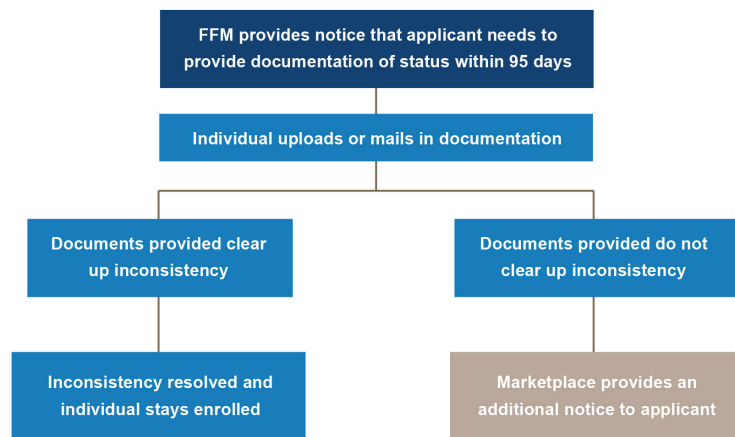 FFM provides notice that applicant needs to
provide documentation of status within 95 days
Individual uploads or mails in documentation
Documents provided clear
up inconsistency
Documents provided do not
clear up inconsistency
Inconsistency resolved and
individual stays enrolled
Marketplace provides an
additional notice to applicant